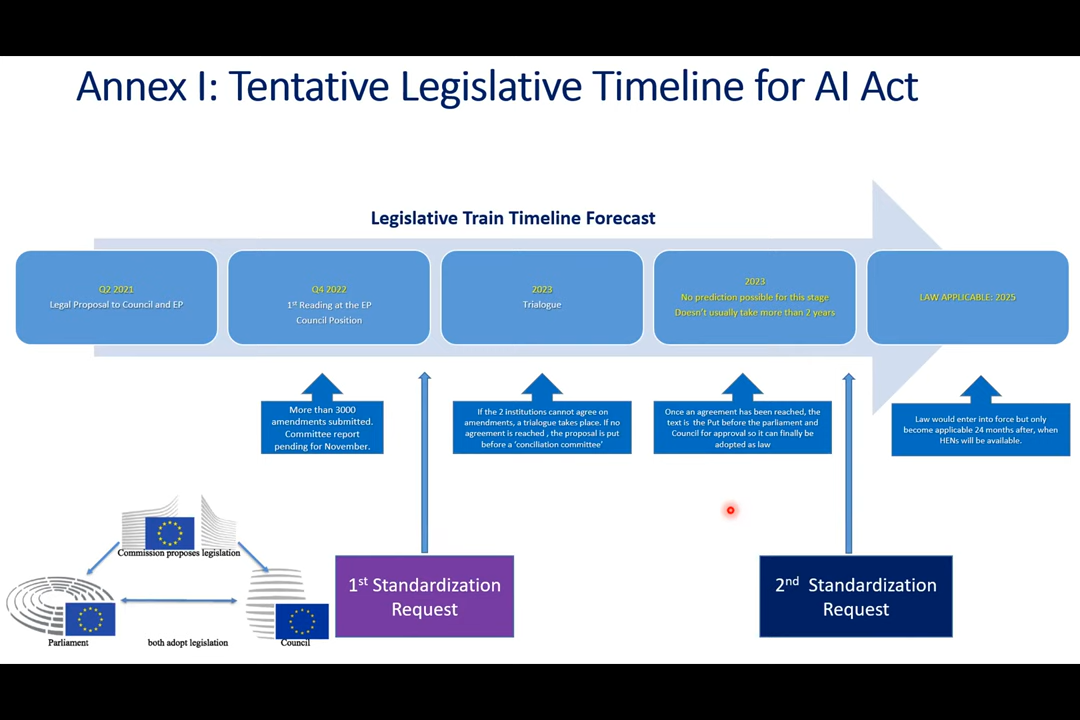 Annex I: Tentative Legislative Timeline for AI Act
Legislative Train Timeline Forecast
Q2 2021
Legal Proposal to Council and EP
Q4 2022
1st Reading at the EP
Council Position
2023
Trialogue
2023
No prediction possible for this stage
Doesn't usually take more than 2 years
LAW APPLICABLE: 2025
More than 3000
amendments submitted.
Committee report
pending for November.
If the 2 institutions cannot agree on
amendments, a trialogue takes place. If no
agreement is reached , the proposal is put
before a 'conciliation committee'
Once an agreement has been reached, the
text is the Put before the parliament and
Council for approval so it can finally be
adopted as law
Law would enter into force but only
become applicable 24 months after, when
HENs will be available.
Commission proposes legislation
Parliament
both adopt legislation
Council
1st Standardization
Request
2nd Standardization
Request